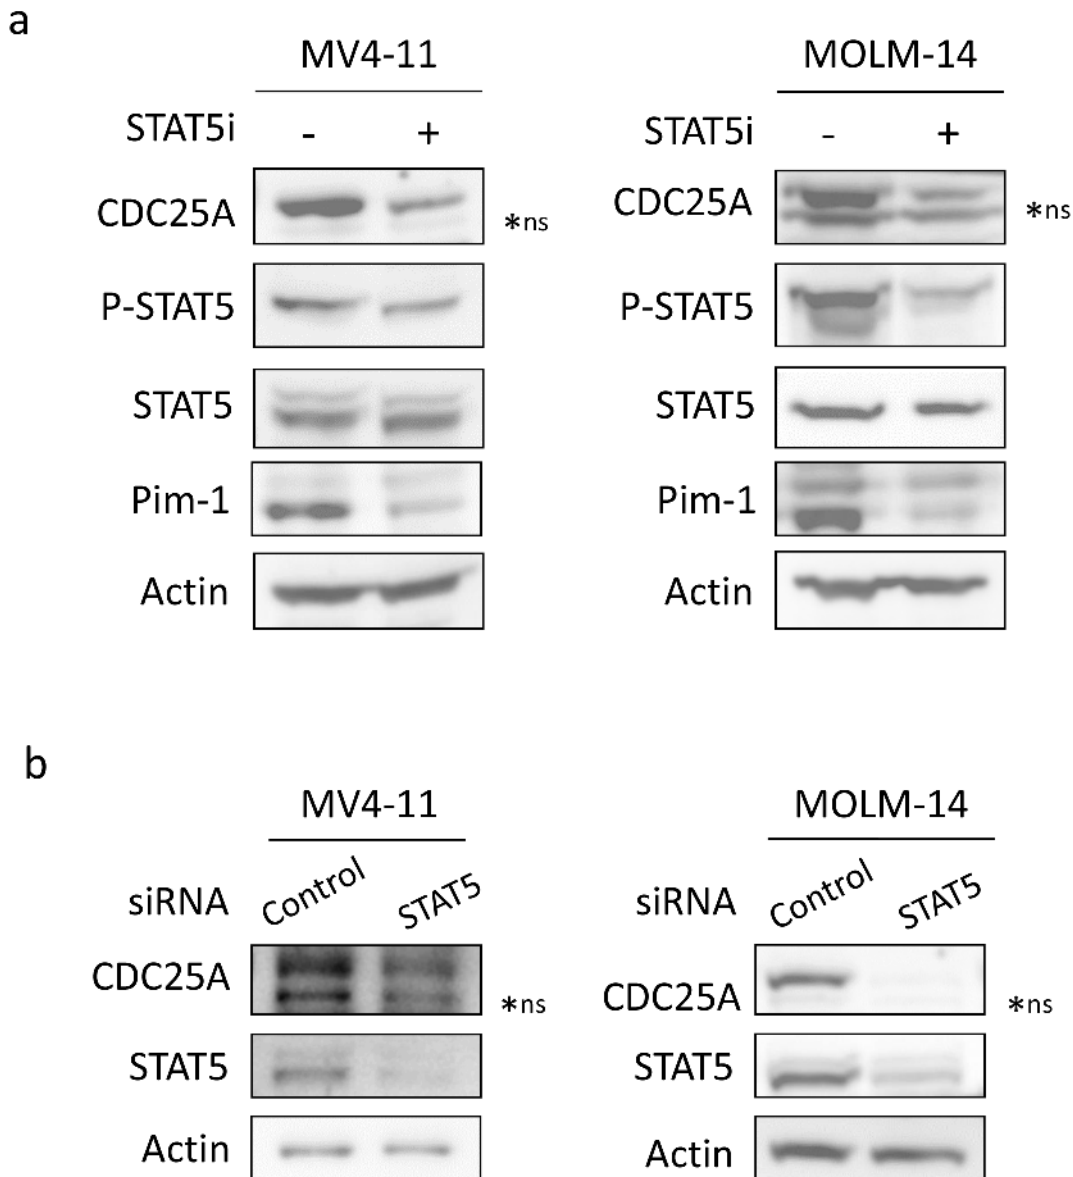 a
MV4-11
MOLM-14
STAT5i - +
STAT5i - +
CDC25A *ns
CDC25A *ns
P-STAT5
P-STAT5
STAT5
STAT5
Pim-1
Pim-1
Actin
Actin
b
MV4-11
MOLM-14
siRNA Control STAT5
siRNA Control STAT5
CDC25A *ns
CDC25A *ns
STAT5
STAT5
Actin
Actin